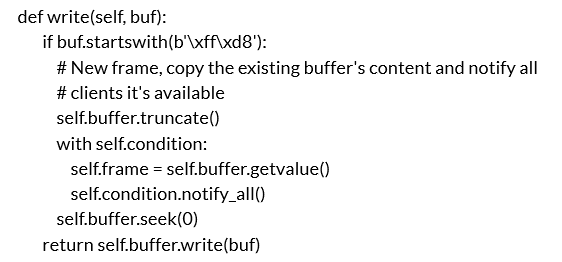 def write(self, buf):
if buf.startswith(b'\xff\xd8'):
# New frame, copy the existing buffer's content and notify all
# clients it's available
self.buffer.truncate()
with self.condition:
self.frame = self.buffer.getvalue()
self.condition.notify_all()
self.buffer.seek(0)
return self.buffer.write(buf)